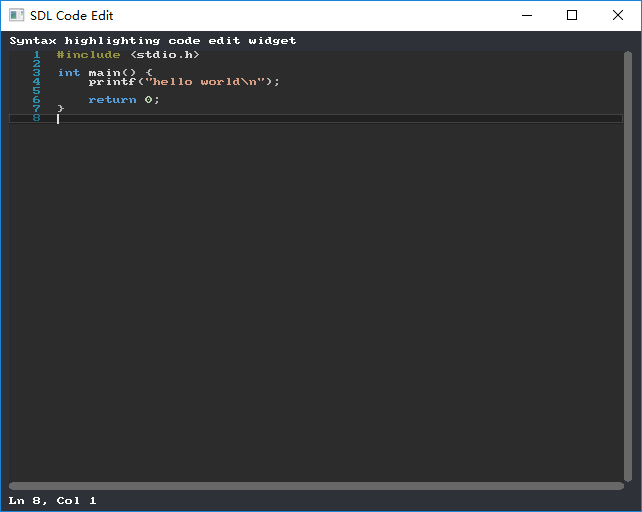 SDL Code Edit
Syntax highlighting code edit widget
1 #include <stdio.h>
2
3 int main() {
4     printf("hello world\n");
5
6     return 0;
7 }
8
Ln 8, Col 1